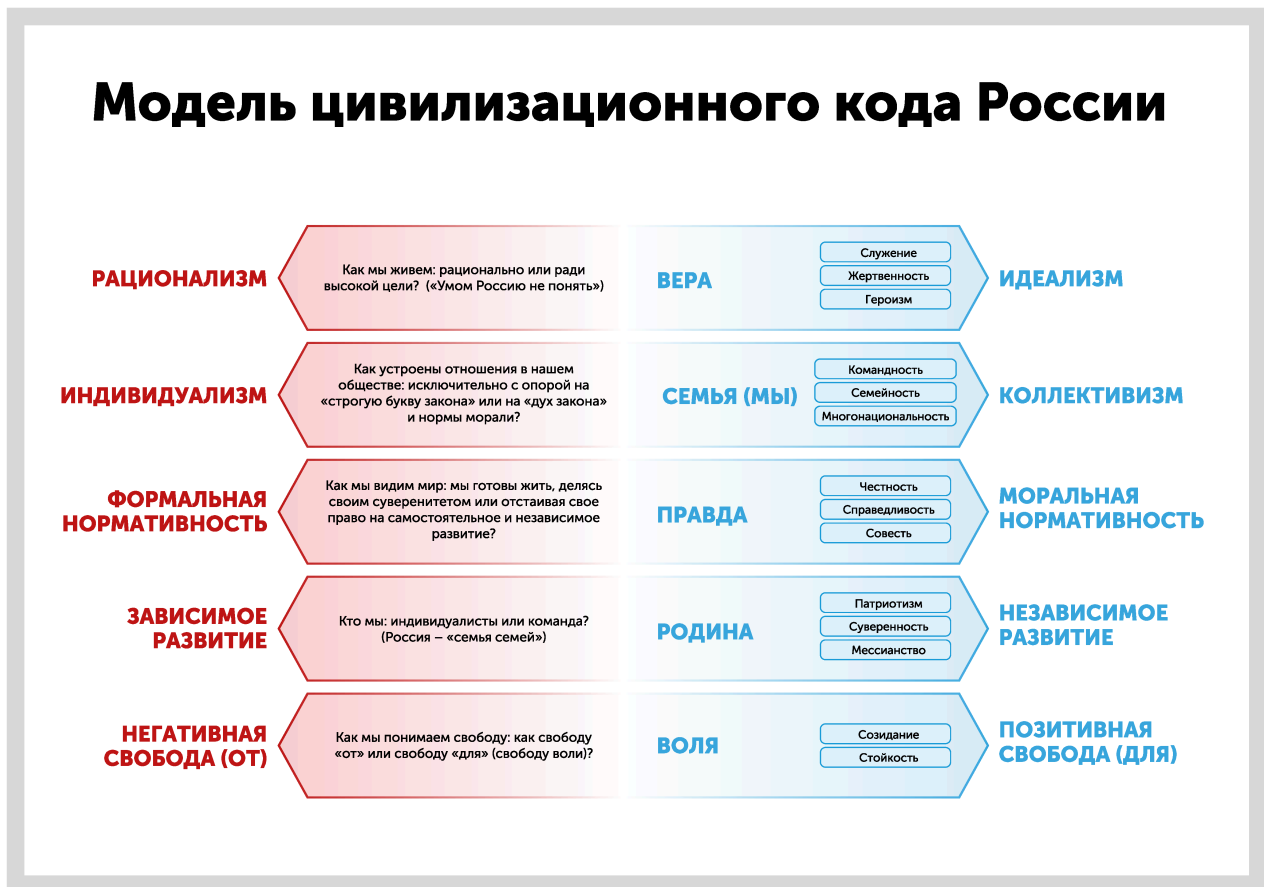 Модель цивилизационного кода России
РАЦИОНАЛИЗМ
Как мы живем: рационально или ради
высокой цели? («Умом Россию не понять»)
ВЕРА
Служение
Жертвенность
Героизм
ИДЕАЛИЗМ
ИНДИВИДУАЛИЗМ
Как устроены отношения в нашем
обществе: исключительно с опорой на
«строгую букву закона» или на «дух закона»
и нормы морали?
СЕМЬЯ (МЫ)
Командность
Семейность
Многонациональность
КОЛЛЕКТИВИЗМ
ФОРМАЛЬНАЯ
НОРМАТИВНОСТЬ
Как мы видим мир: мы готовы жить, делясь
своим суверенитетом или отстаивая свое
право на самостоятельное и независимое
развитие?
ПРАВДА
Честность
Справедливость
Совесть
МОРАЛЬНАЯ
НОРМАТИВНОСТЬ
ЗАВИСИМОЕ
РАЗВИТИЕ
Кто мы: индивидуалисты или команда?
(Россия – «семья семей»)
РОДИНА
Патриотизм
Суверенность
Мессианство
НЕЗАВИСИМОЕ
РАЗВИТИЕ
НЕГАТИВНАЯ
СВОБОДА (ОТ)
Как мы понимаем свободу: как свободу
«от» или свободу «для» (свободу воли)?
ВОЛЯ
Созидание
Стойкость
ПОЗИТИВНАЯ
СВОБОДА (ДЛЯ)